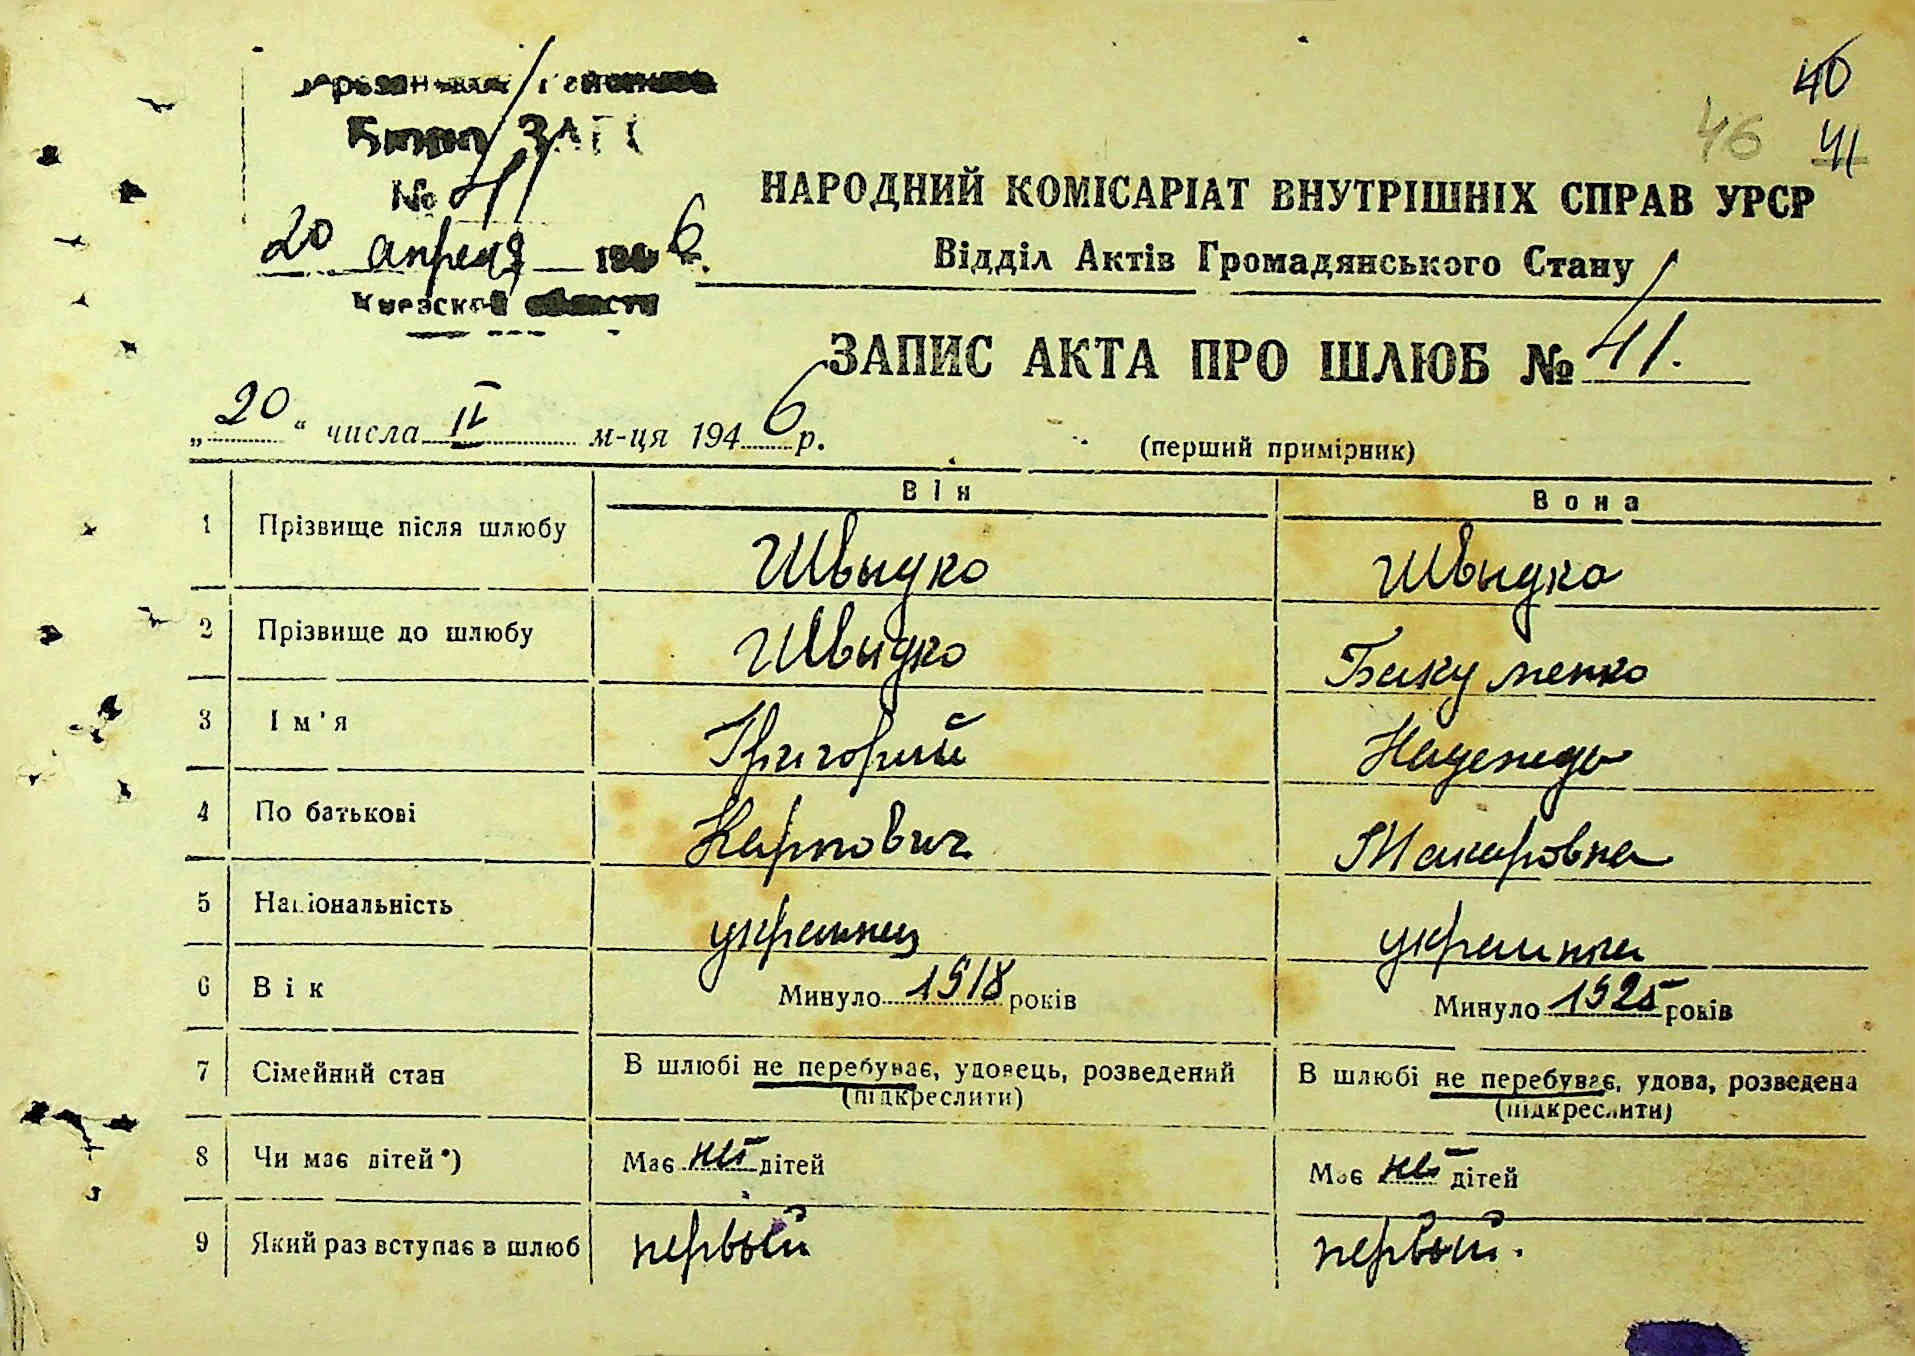 Бюро ЗАГС
№ 41
20 апреля 1946.
40
46
41
НАРОДНИЙ КОМІСАРІАТ ВНУТРІШНІХ СПРАВ УРСР
Відділ Актів Громадянського Стану
ЗАПИС АКТА ПРО ШЛЮБ № 41.
„20“ числа IV м-ця 1946 р.
(перший примірник)
Він Вона
1 Прізвище після шлюбу Швыдко Швыдко
2 Прізвище до шлюбу Швыдко Бакуменко
3 Ім'я Григорий Надежда
4 По батькові Карпович Макаровна
5 Національність украинец украинка
6 Вік Минуло 1918 років Минуло 1925 років
7 Сімейний стан В шлюбі не перебуває, удовець, розведений В шлюбі не перебуває, удова, розведена
(підкреслити) (підкреслити)
8 Чи має дітей*) Має нет дітей Має нет дітей
9 Який раз вступає в шлюб первый первый.